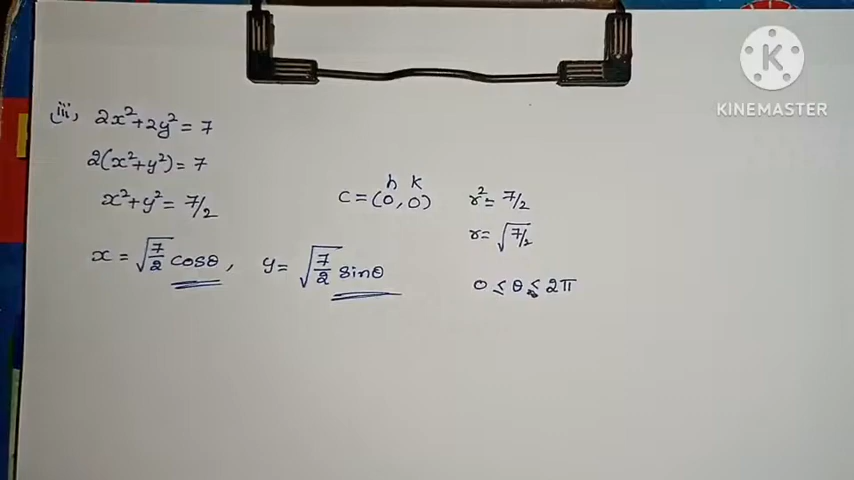 K
KINEMASTER
(iii) 2x²+2y² = 7
2(x²+y²) = 7
x²+y² = 7/2
h k
C = (0,0)
r² = 7/2
r = √7/2
x = √7/2 cosθ, y = √7/2 sinθ
0 ≤ θ ≤ 2π